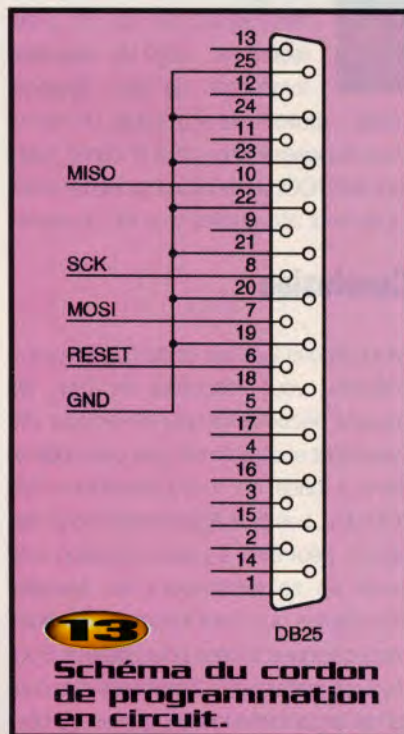 13
25
12
24
11
23
MISO 10
22
9
21
SCK 8
20
MOSI 7
19
RESET 6
18
GND 5
17
4
16
3
15
2
14
1
13 DB25
Schéma du cordon
de programmation
en circuit.